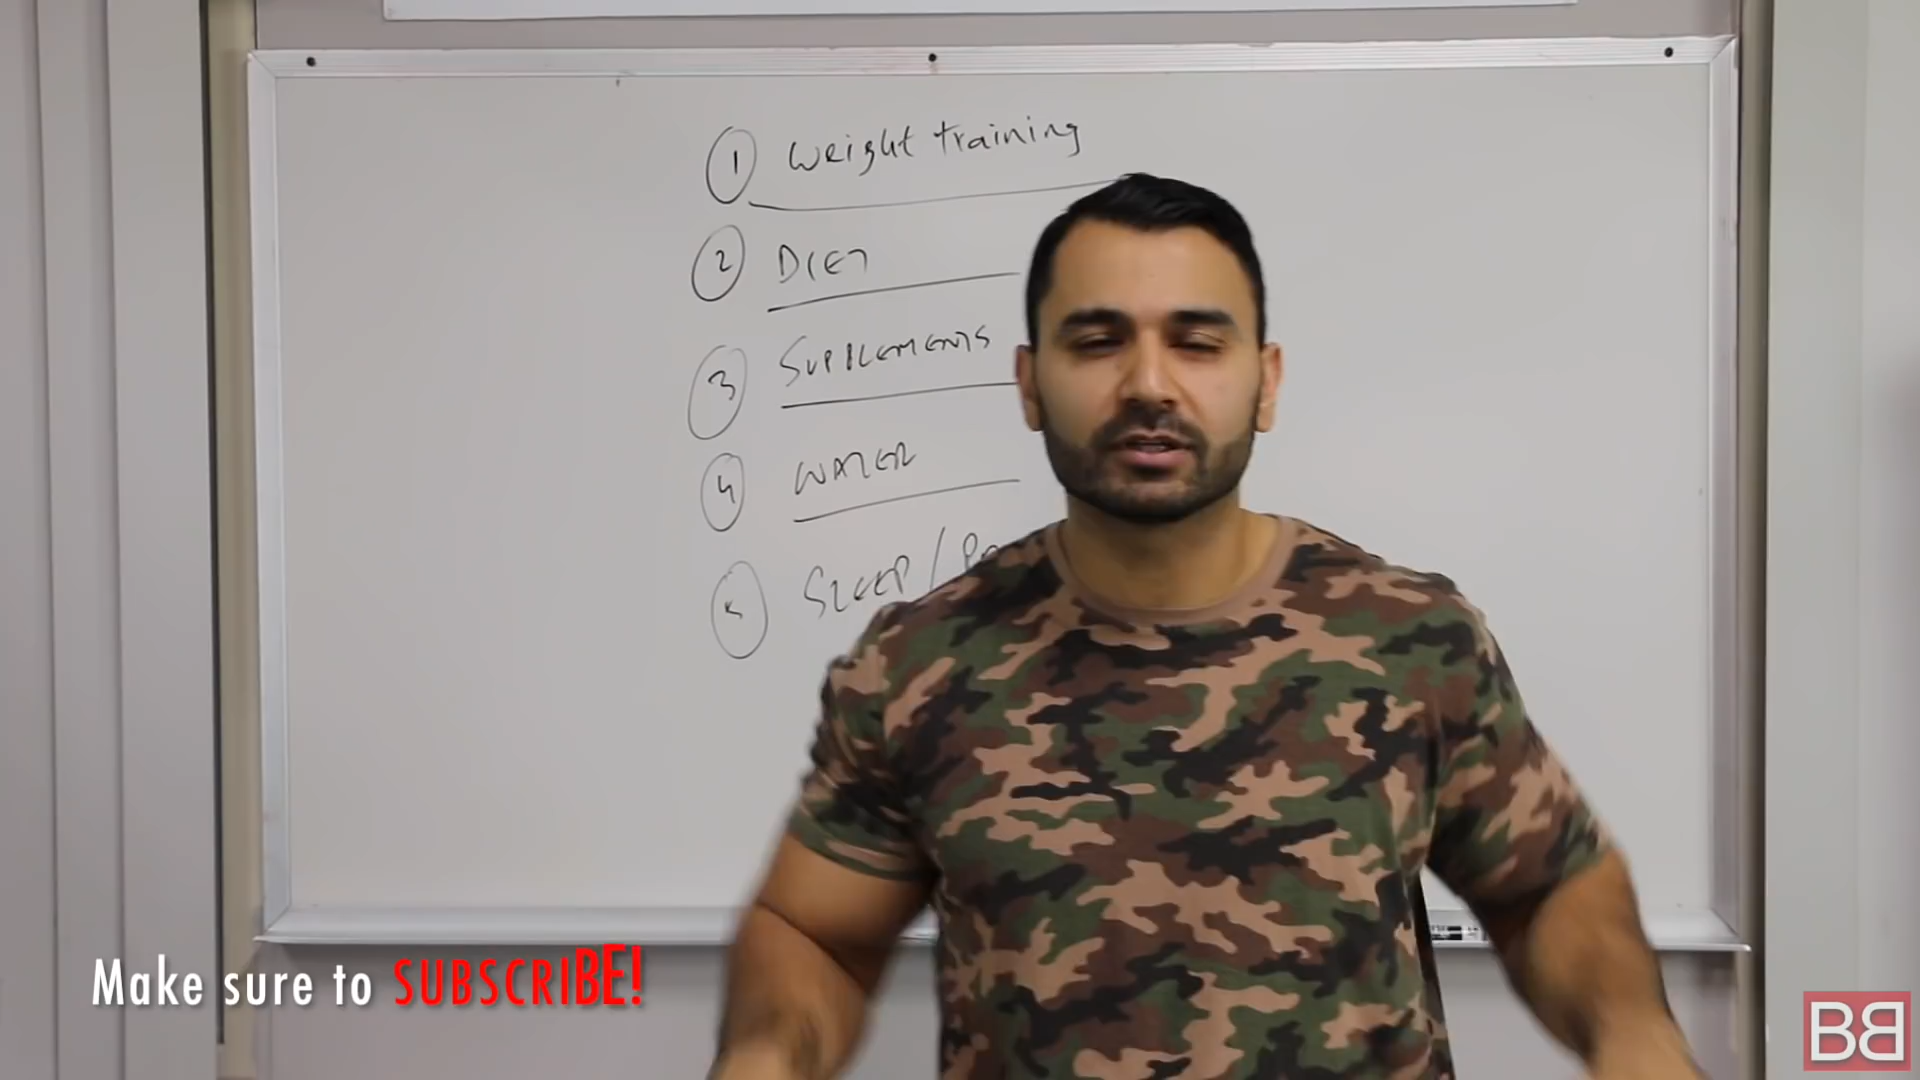 1 Weight training
2 DIET
3 SUPPLEMENTS
4 WATER
5 SLEEP /
Make sure to SUBSCRIBE!
BB